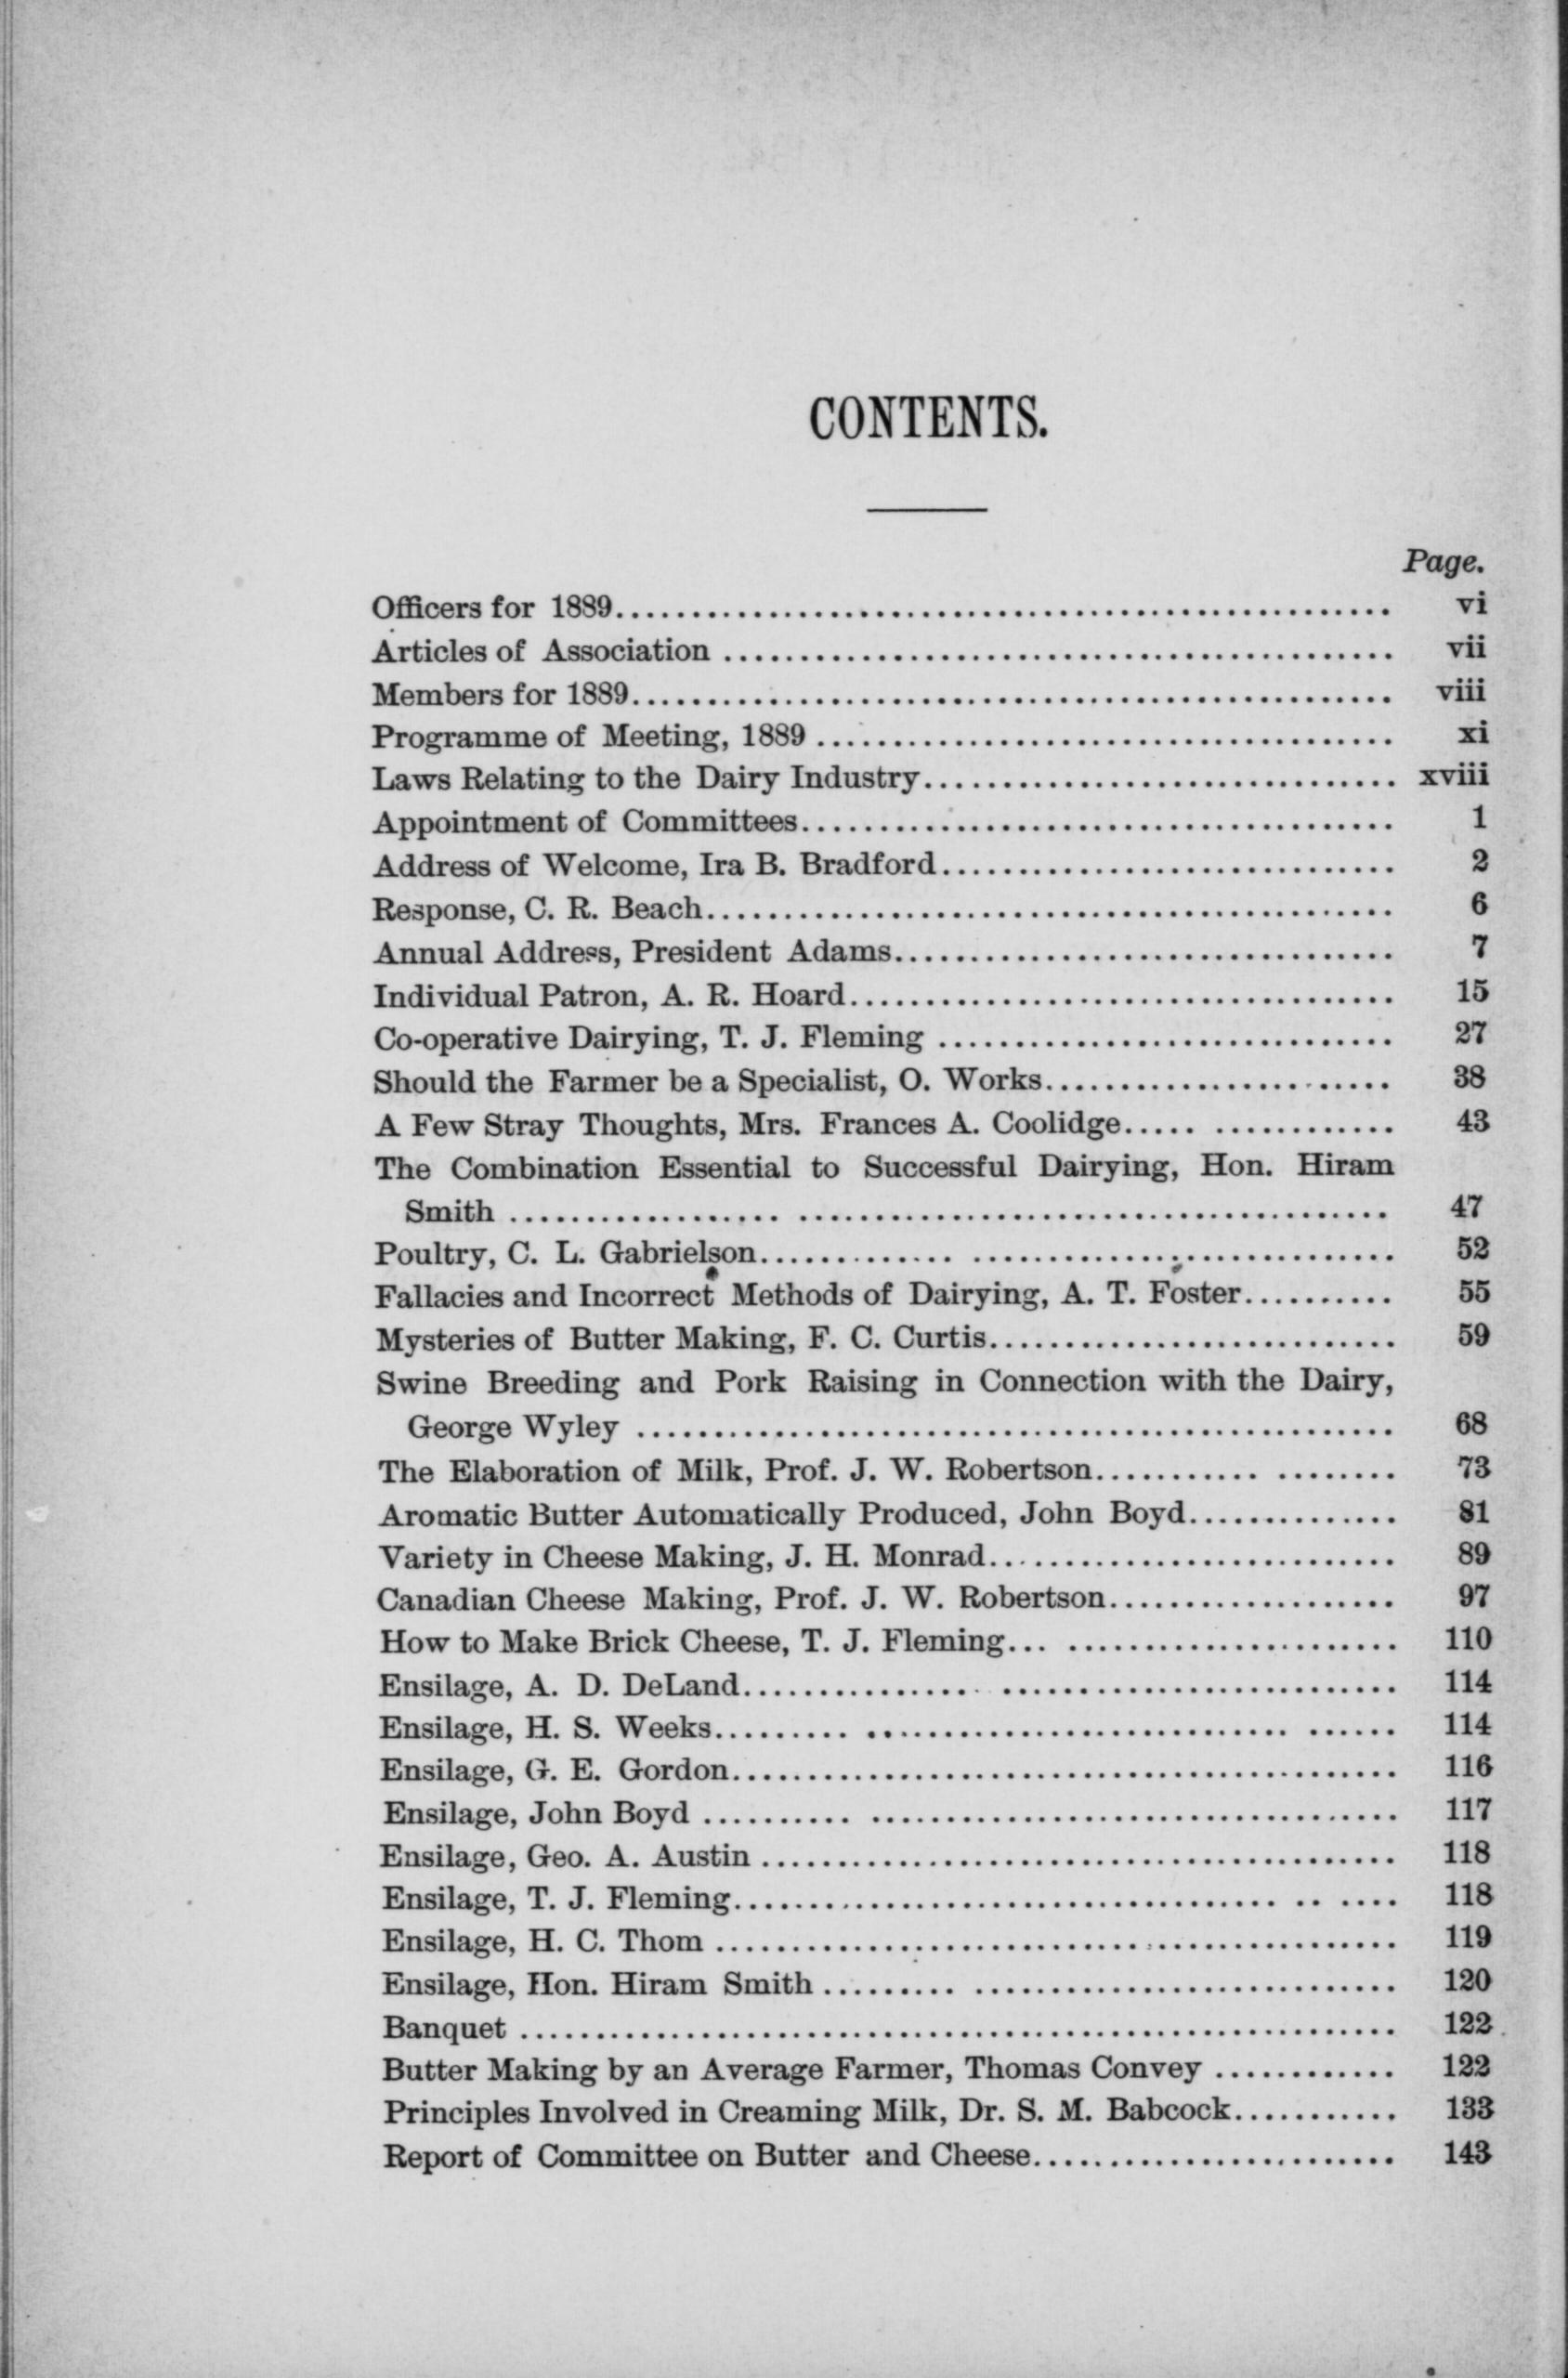 CONTENTS.
Page.
Officers for 1889.................................................. vi
Articles of Association ............................................ vii
Members for 1889................................................. viii
Programme of Meeting, 1889 ...................................... xi
Laws Relating to the Dairy Industry............................... xviii
Appointment of Committees....................................... 1
Address of Welcome, Ira B. Bradford.............................. 2
Response, C. R. Beach............................................. 6
Annual Address, President Adams................................. 7
Individual Patron, A. R. Hoard.................................... 15
Co-operative Dairying, T. J. Fleming .............................. 27
Should the Farmer be a Specialist, O. Works....................... 38
A Few Stray Thoughts, Mrs. Frances A. Coolidge..... ............ 43
The Combination Essential to Successful Dairying, Hon. Hiram
Smith .................. ....................................... 47
Poultry, C. L. Gabrielson............. ............................ 52
Fallacies and Incorrect Methods of Dairying, A. T. Foster.......... 55
Mysteries of Butter Making, F. C. Curtis........................... 59
Swine Breeding and Pork Raising in Connection with the Dairy,
George Wyley .................................................. 68
The Elaboration of Milk, Prof. J. W. Robertson........... ........ 73
Aromatic Butter Automatically Produced, John Boyd.............. 81
Variety in Cheese Making, J. H. Monrad........................... 89
Canadian Cheese Making, Prof. J. W. Robertson................... 97
How to Make Brick Cheese, T. J. Fleming... ...................... 110
Ensilage, A. D. DeLand............... .......................... 114
Ensilage, H. S. Weeks......... ............................ ...... 114
Ensilage, G. E. Gordon............................................ 116
Ensilage, John Boyd .......... ................................... 117
Ensilage, Geo. A. Austin .......................................... 118
Ensilage, T. J. Fleming.................................... .. .... 118
Ensilage, H. C. Thom ............................................. 119
Ensilage, Hon. Hiram Smith ......... ............................ 120
Banquet .......................................................... 122
Butter Making by an Average Farmer, Thomas Convey ............ 122
Principles Involved in Creaming Milk, Dr. S. M. Babcock........... 133
Report of Committee on Butter and Cheese........................ 143